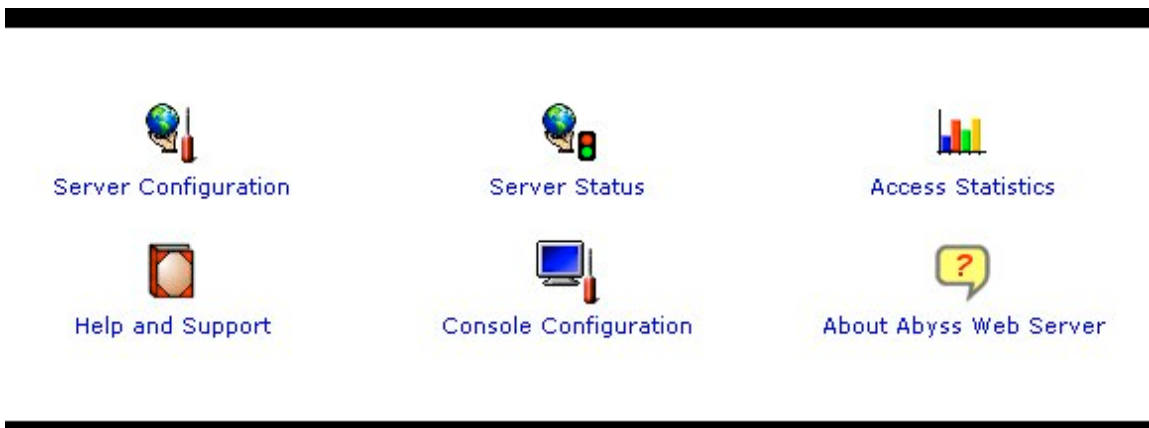 Server Configuration
Server Status
Access Statistics
?
Help and Support
Console Configuration
About Abyss Web Server